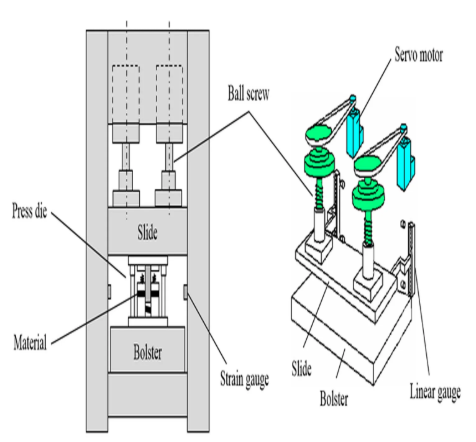 Servo motor
Ball screw
Press die
Slide
Material
Bolster
Strain gauge
Slide
Bolster
Linear gauge